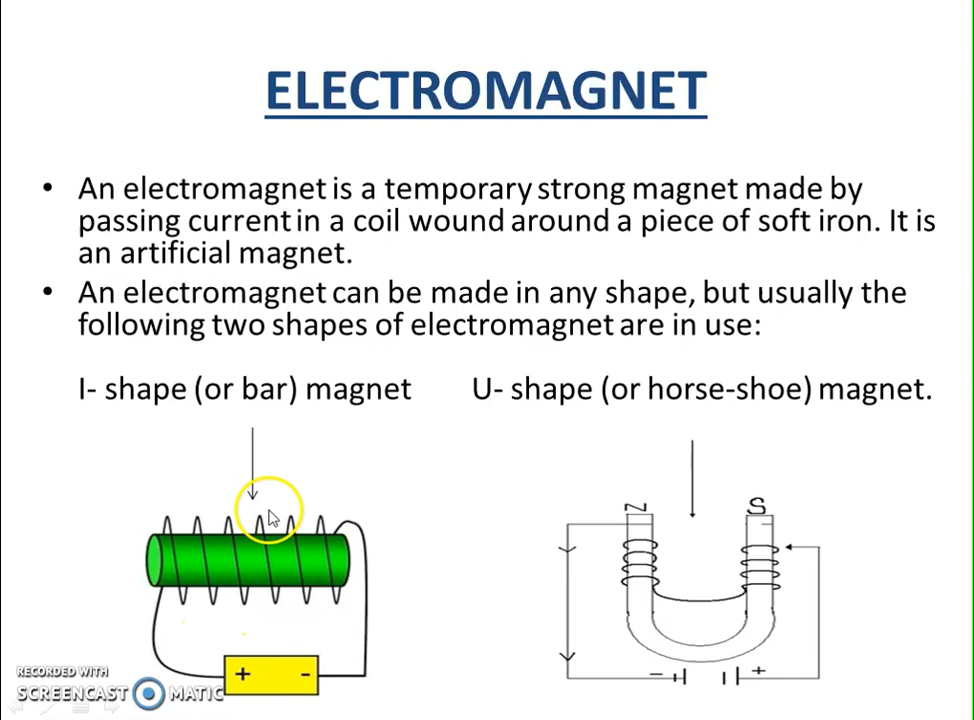 ELECTROMAGNET
• An electromagnet is a temporary strong magnet made by
passing current in a coil wound around a piece of soft iron. It is
an artificial magnet.
• An electromagnet can be made in any shape, but usually the
following two shapes of electromagnet are in use:
I- shape (or bar) magnet U- shape (or horse-shoe) magnet.
N S
+ -
- +
RECORDED WITH
SCREENCAST MATIC